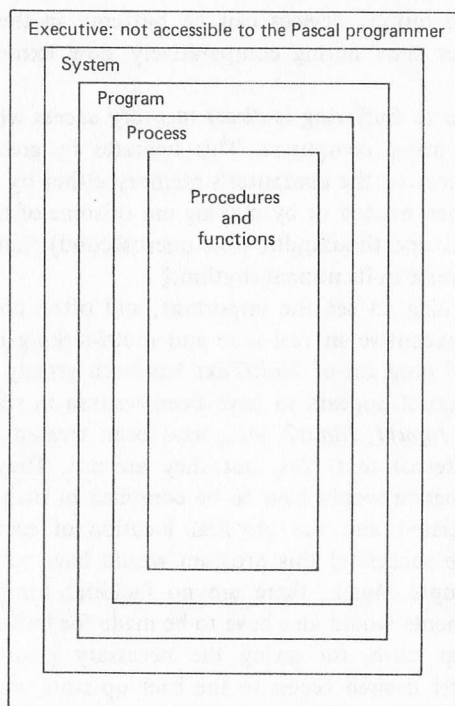 Executive: not accessible to the Pascal programmer
System
Program
Process
Procedures
and
functions